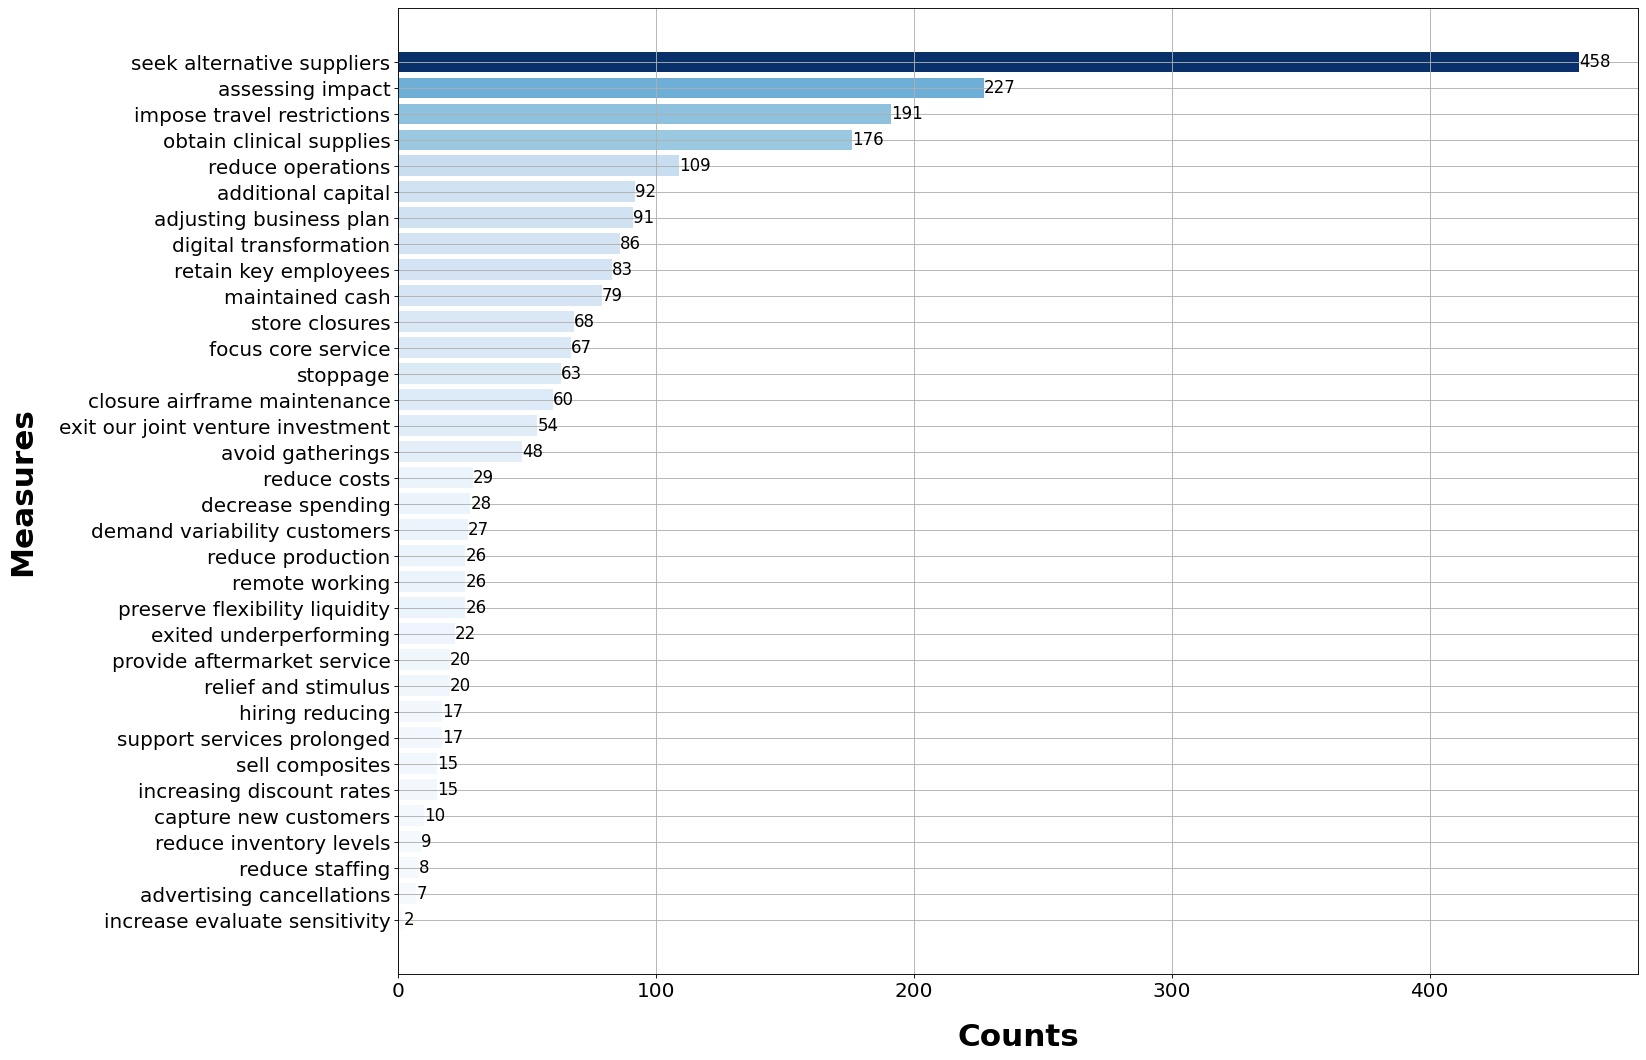 seek alternative suppliers 458
assessing impact 227
impose travel restrictions 191
obtain clinical supplies 176
reduce operations 109
additional capital 92
adjusting business plan 91
digital transformation 86
retain key employees 83
maintained cash 79
store closures 68
focus core service 67
stoppage 63
closure airframe maintenance 60
exit our joint venture investment 54
avoid gatherings 48
reduce costs 29
decrease spending 28
demand variability customers 27
reduce production 26
remote working 26
preserve flexibility liquidity 26
exited underperforming 22
provide aftermarket service 20
relief and stimulus 20
hiring reducing 17
support services prolonged 17
sell composites 15
increasing discount rates 15
capture new customers 10
reduce inventory levels 9
reduce staffing 8
advertising cancellations 7
increase evaluate sensitivity 2
Measures
0 100 200 300 400
Counts